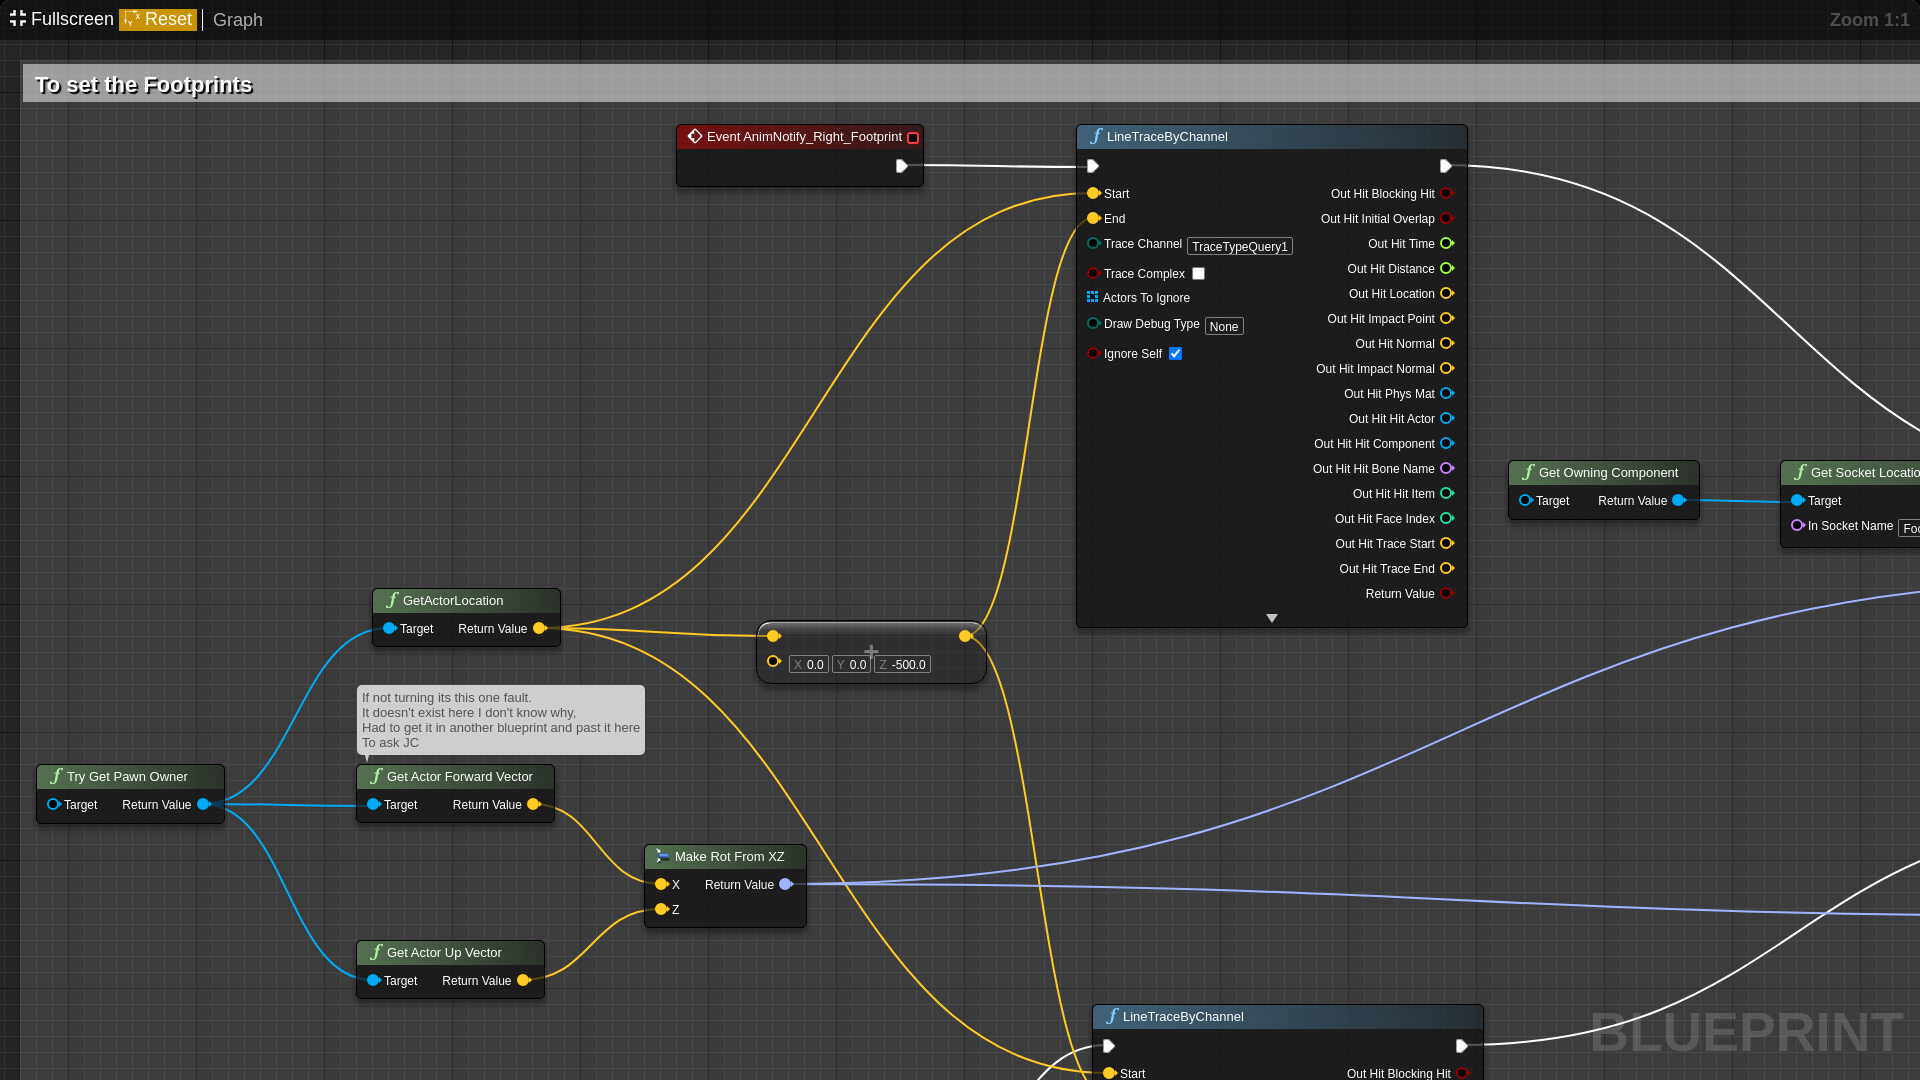 Fullscreen Reset Graph Zoom 1:1
To set the Footprints
Event AnimNotify_Right_Footprint
LineTraceByChannel
Start
End
Trace Channel TraceTypeQuery1
Trace Complex
Actors To Ignore
Draw Debug Type None
Ignore Self
Out Hit Blocking Hit
Out Hit Initial Overlap
Out Hit Time
Out Hit Distance
Out Hit Location
Out Hit Impact Point
Out Hit Normal
Out Hit Impact Normal
Out Hit Phys Mat
Out Hit Hit Actor
Out Hit Hit Component
Out Hit Hit Bone Name
Out Hit Hit Item
Out Hit Face Index
Out Hit Trace Start
Out Hit Trace End
Return Value
Get Owning Component
Target Return Value
Get Socket Locatio
Target
In Socket Name Foo
GetActorLocation
Target Return Value
X 0.0 Y 0.0 Z -500.0
If not turning its this one fault.
It doesn't exist here I don't know why,
Had to get it in another blueprint and past it here
To ask JC
Try Get Pawn Owner
Target Return Value
Get Actor Forward Vector
Target Return Value
Make Rot From XZ
X Return Value
Z
Get Actor Up Vector
Target Return Value
LineTraceByChannel
Start Out Hit Blocking Hit
BLUEPRINT